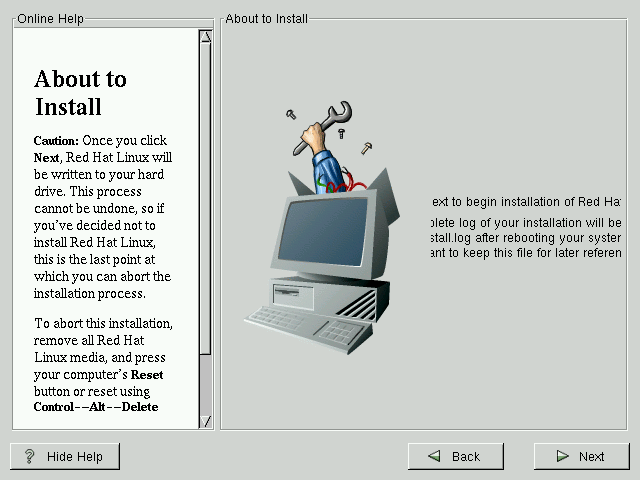 Online Help
About to
Install
Caution: Once you click
Next, Red Hat Linux will
be written to your hard
drive. This process
cannot be undone, so if
you've decided not to
install Red Hat Linux,
this is the last point at
which you can abort the
installation process.
To abort this installation,
remove all Red Hat
Linux media, and press
your computer's Reset
button or reset using
Control--Alt--Delete
About to Install
ext to begin installation of Red Ha
lete log of your installation will be
stall.log after rebooting your syster
ant to keep this file for later referen
Hide Help
Back
Next